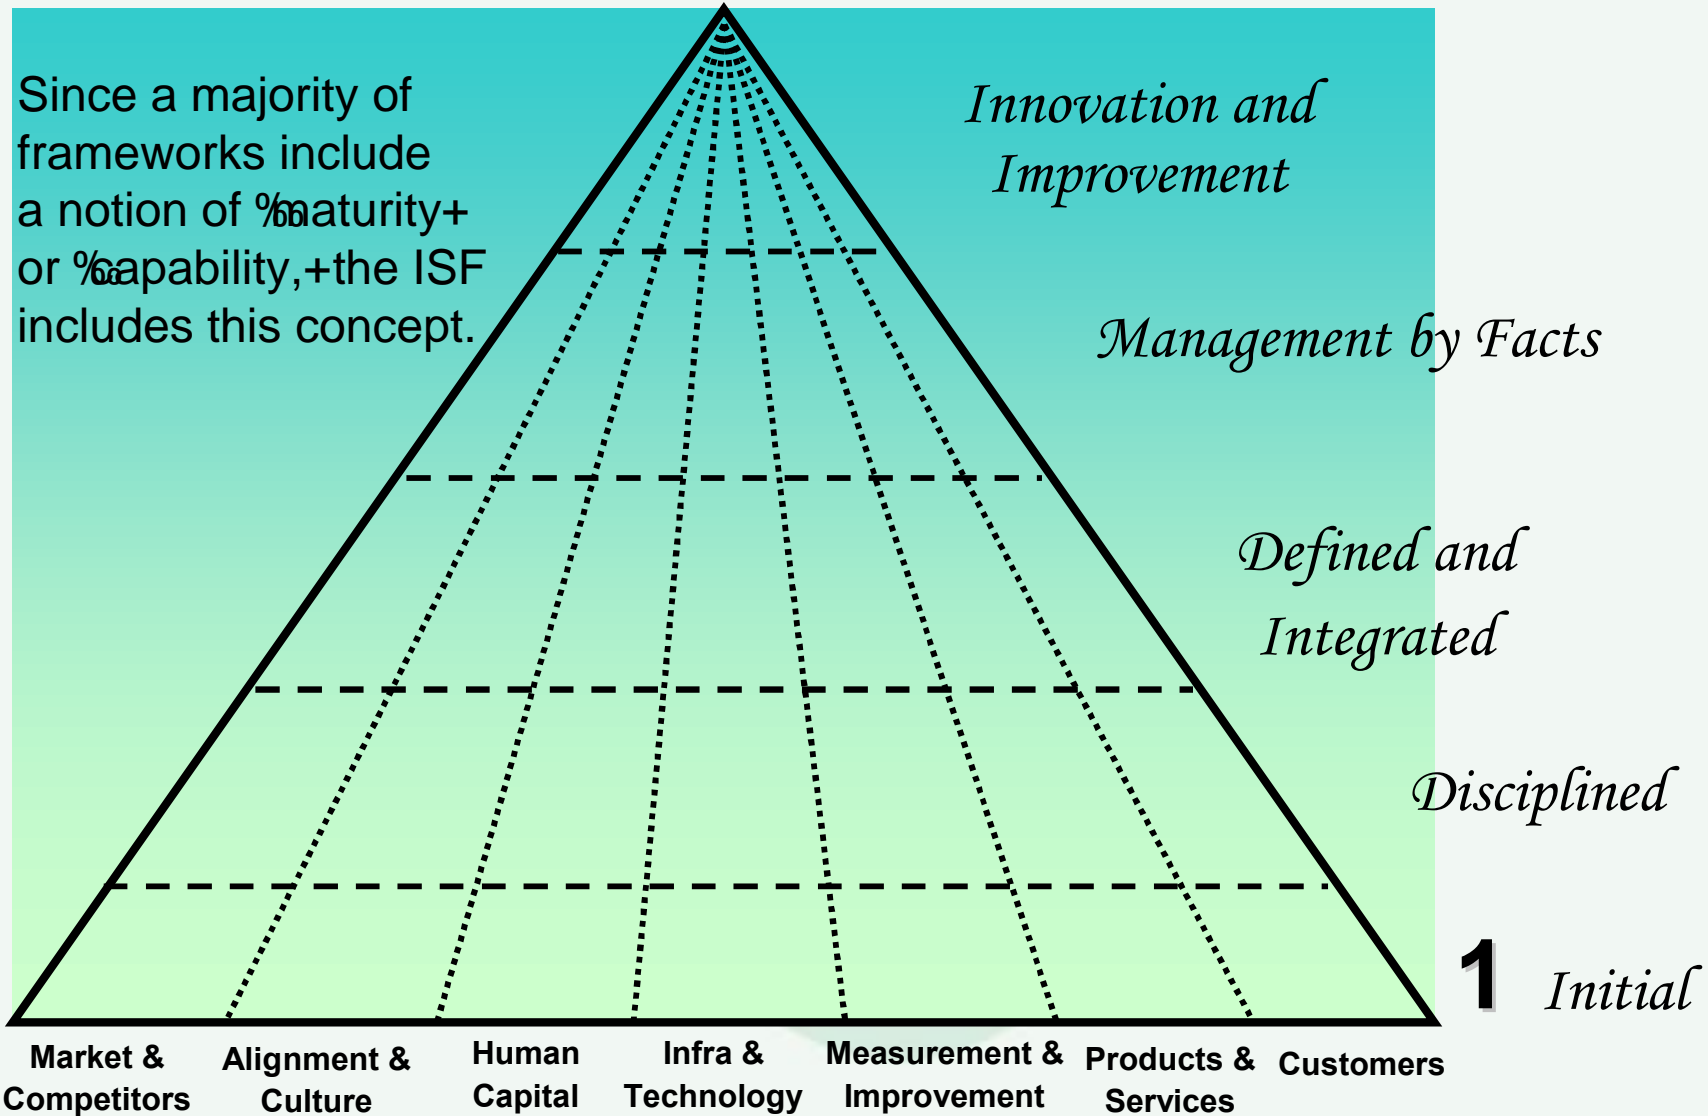 Since a majority of
frameworks include
a notion of %maturity+
or %capability,+the ISF
includes this concept.
Innovation and
Improvement
Management by Facts
Defined and
Integrated
Disciplined
1 Initial
Market &
Competitors
Alignment &
Culture
Human
Capital
Infra &
Technology
Measurement &
Improvement
Products &
Services
Customers